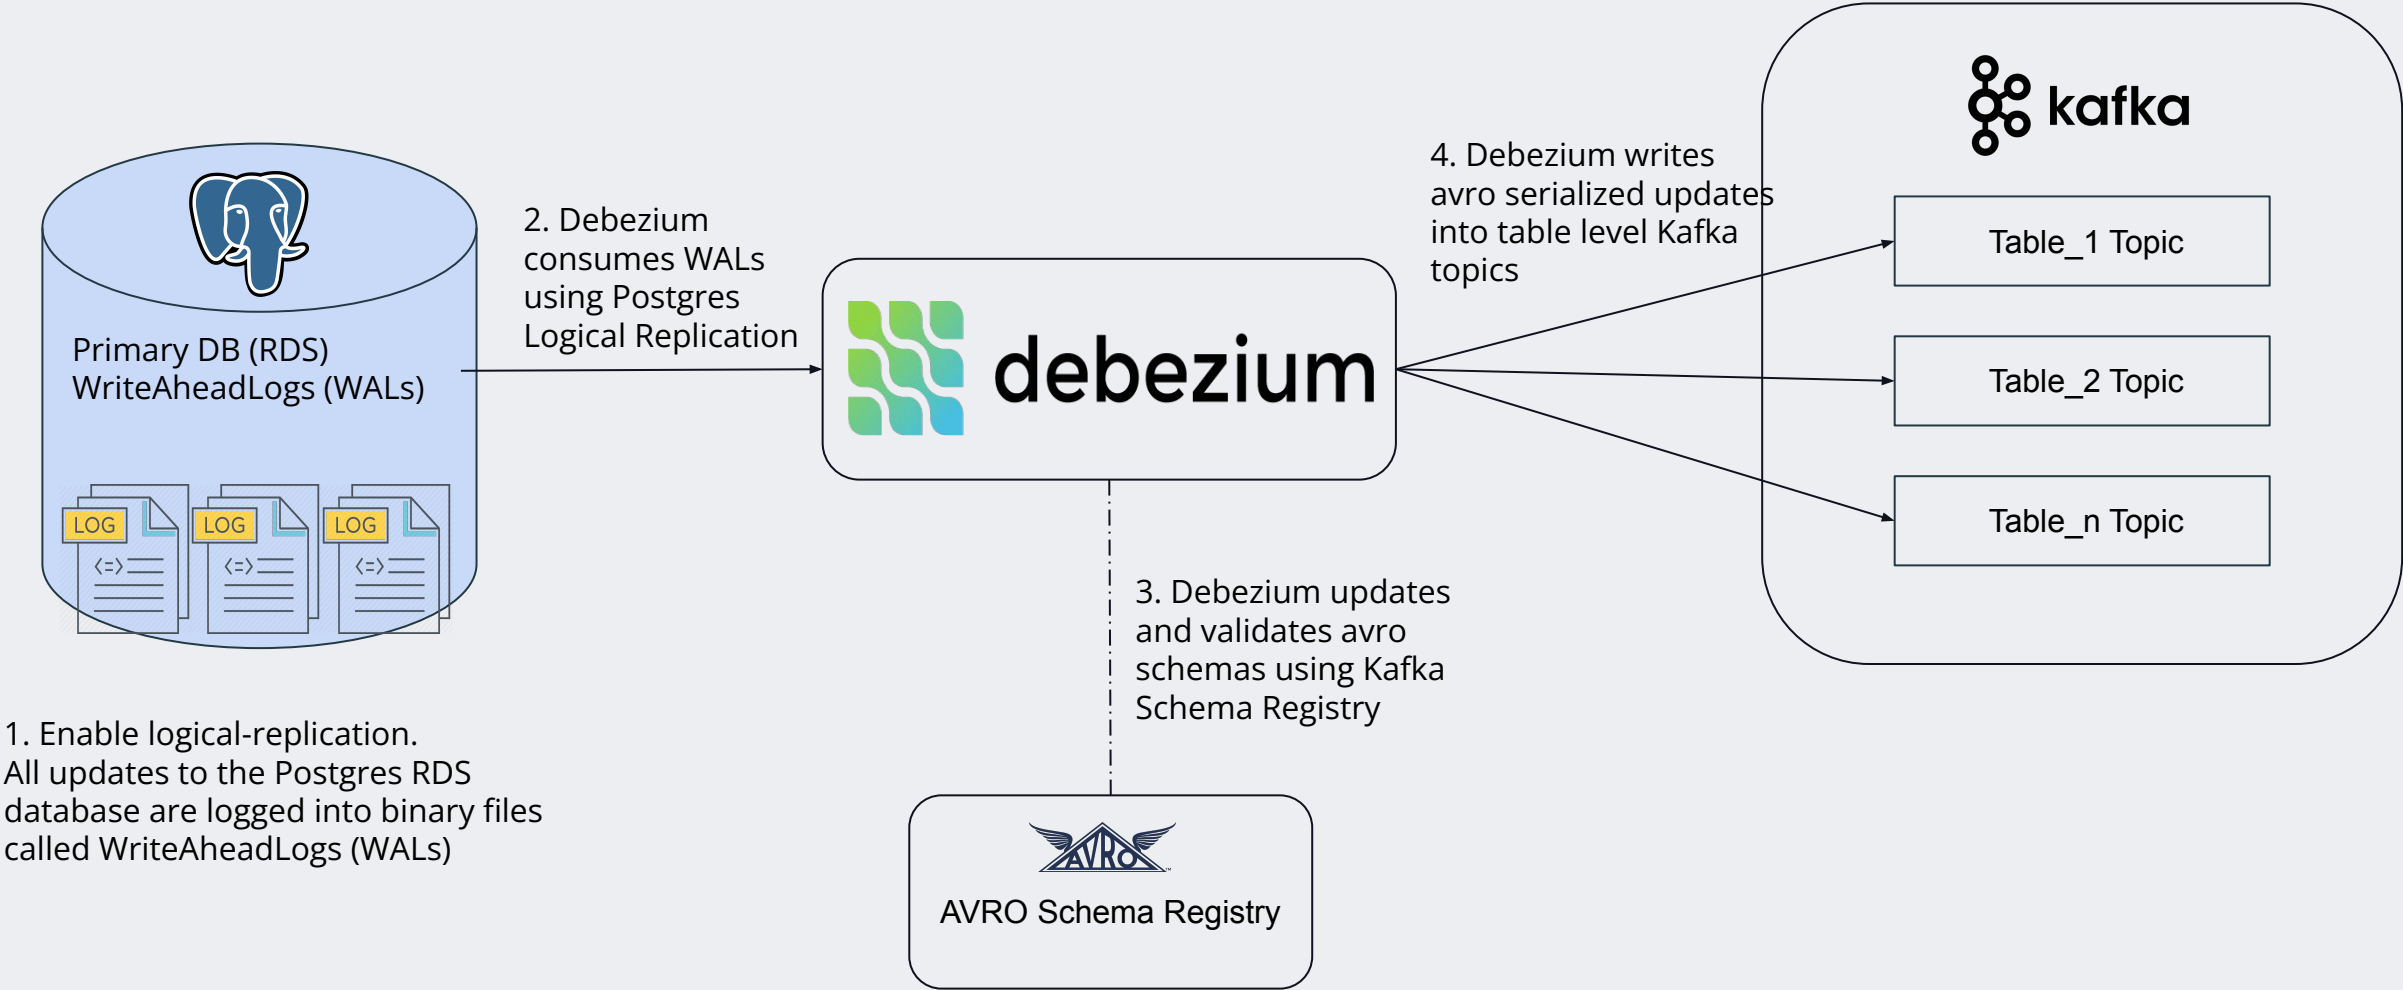 kafka
4. Debezium writes
avro serialized updates
into table level Kafka
topics
Table_1 Topic
Table_2 Topic
Table_n Topic
2. Debezium
consumes WALs
using Postgres
Logical Replication
debezium
Primary DB (RDS)
WriteAheadLogs (WALs)
LOG
LOG
LOG
3. Debezium updates
and validates avro
schemas using Kafka
Schema Registry
1. Enable logical-replication.
All updates to the Postgres RDS
database are logged into binary files
called WriteAheadLogs (WALs)
AVRO
AVRO Schema Registry